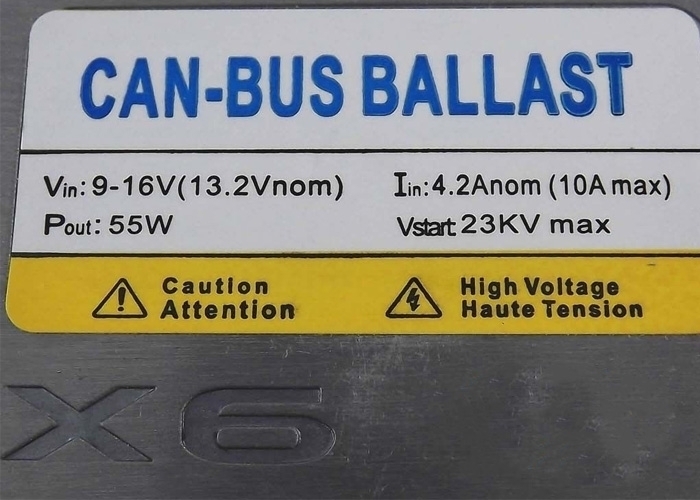 CAN-BUS BALLAST
Vin: 9-16V(13.2Vnom) Iin:4.2Anom (10A max)
Pout: 55W Vstart: 23KV max
Caution High Voltage
Attention Haute Tension
X6